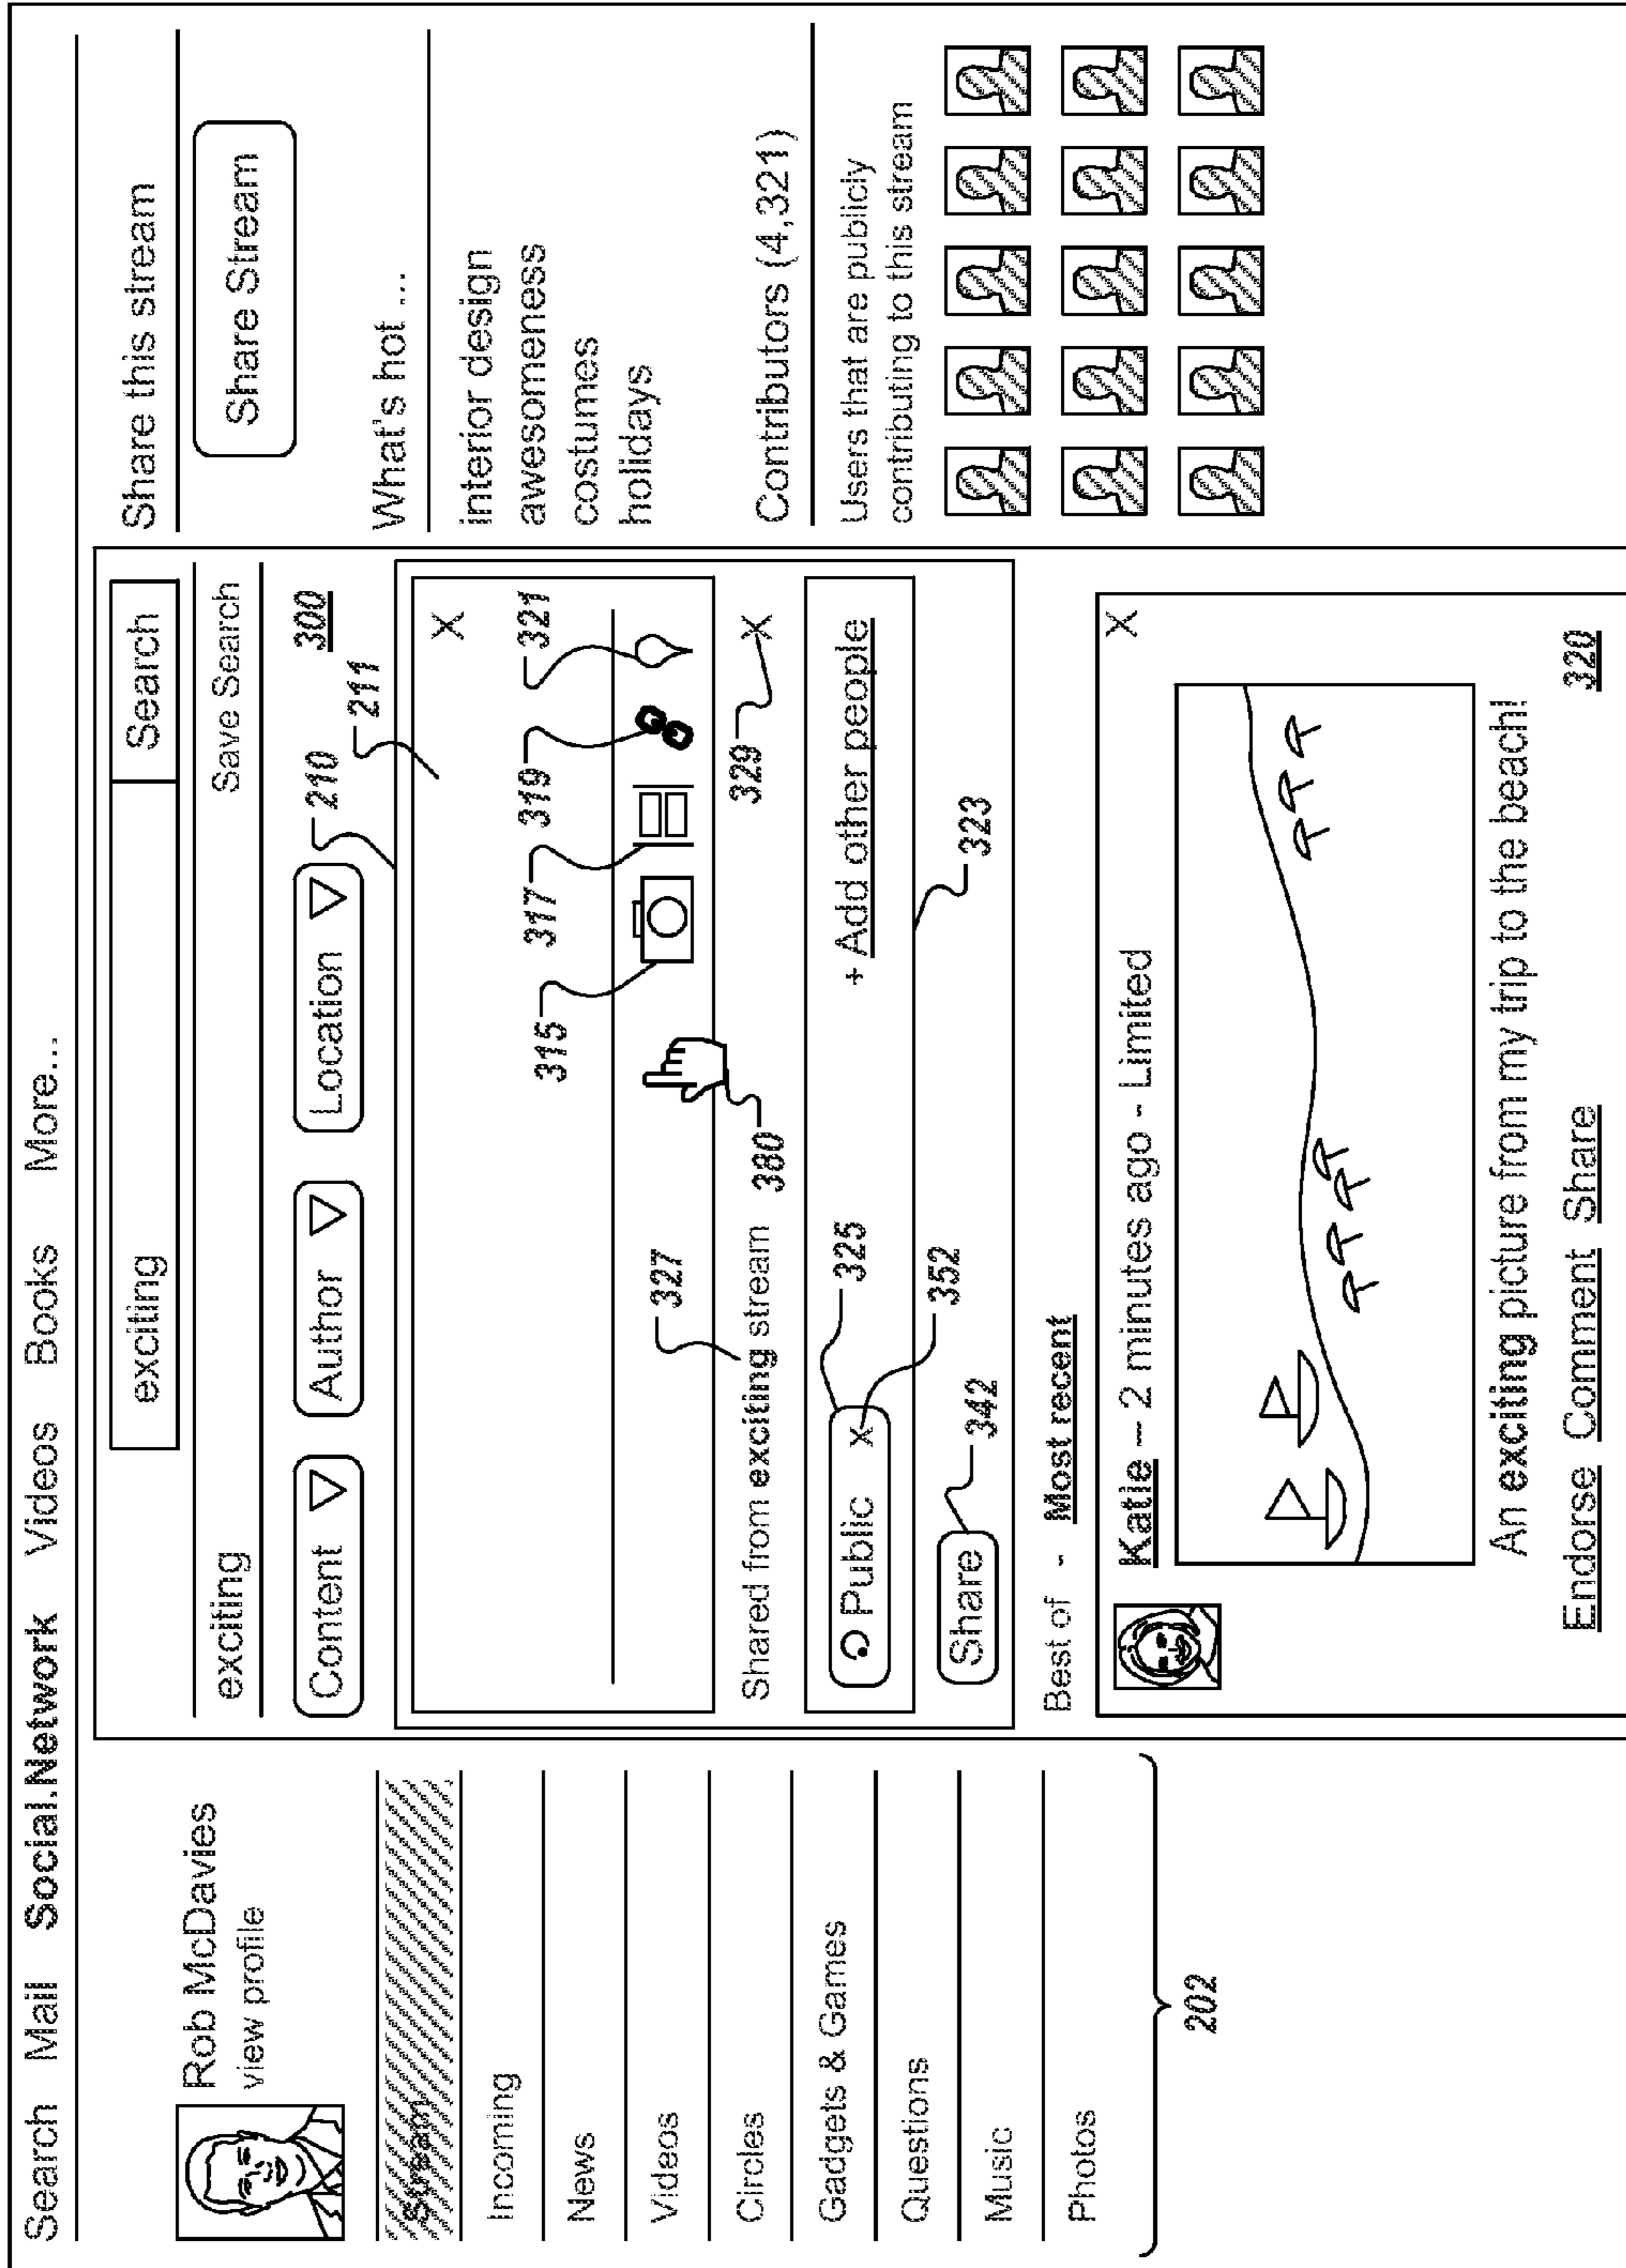 Search Mail Social.Network Videos Books More...
Rob McDavies
view profile
Stream
Incoming
News
Videos
Circles
Gadgets & Games
Questions
Music
Photos
202
exciting Search
exciting Save Search
Content Author Location
300
210
211
X
315 317 319 321
380
327
Shared from exciting stream X
329
325
Public x + Add other people
352
323
Share
342
Best of - Most recent
Katie – 2 minutes ago - Limited X
An exciting picture from my trip to the beach!
Endorse Comment Share 320
Share this stream
Share Stream
What's hot ...
interior design
awesomeness
costumes
holidays
Contributors (4,321)
Users that are publicly
contributing to this stream